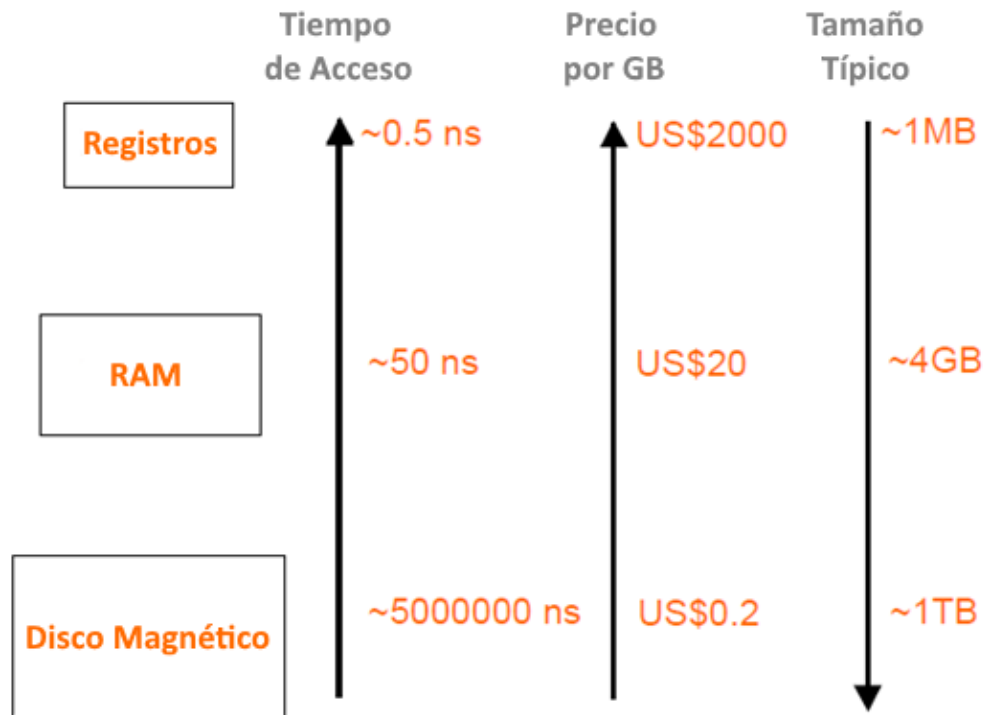 Tiempo
de Acceso
Precio
por GB
Tamaño
Típico
Registros
~0.5 ns
US$2000
~1MB
RAM
~50 ns
US$20
~4GB
Disco Magnético
~5000000 ns
US$0.2
~1TB